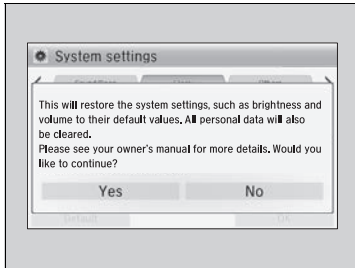 System settings
This will restore the system settings, such as brightness and
volume to their default values. All personal data will also
be cleared.
Please see your owner's manual for more details. Would you
like to continue?
Yes
No
Default
OK